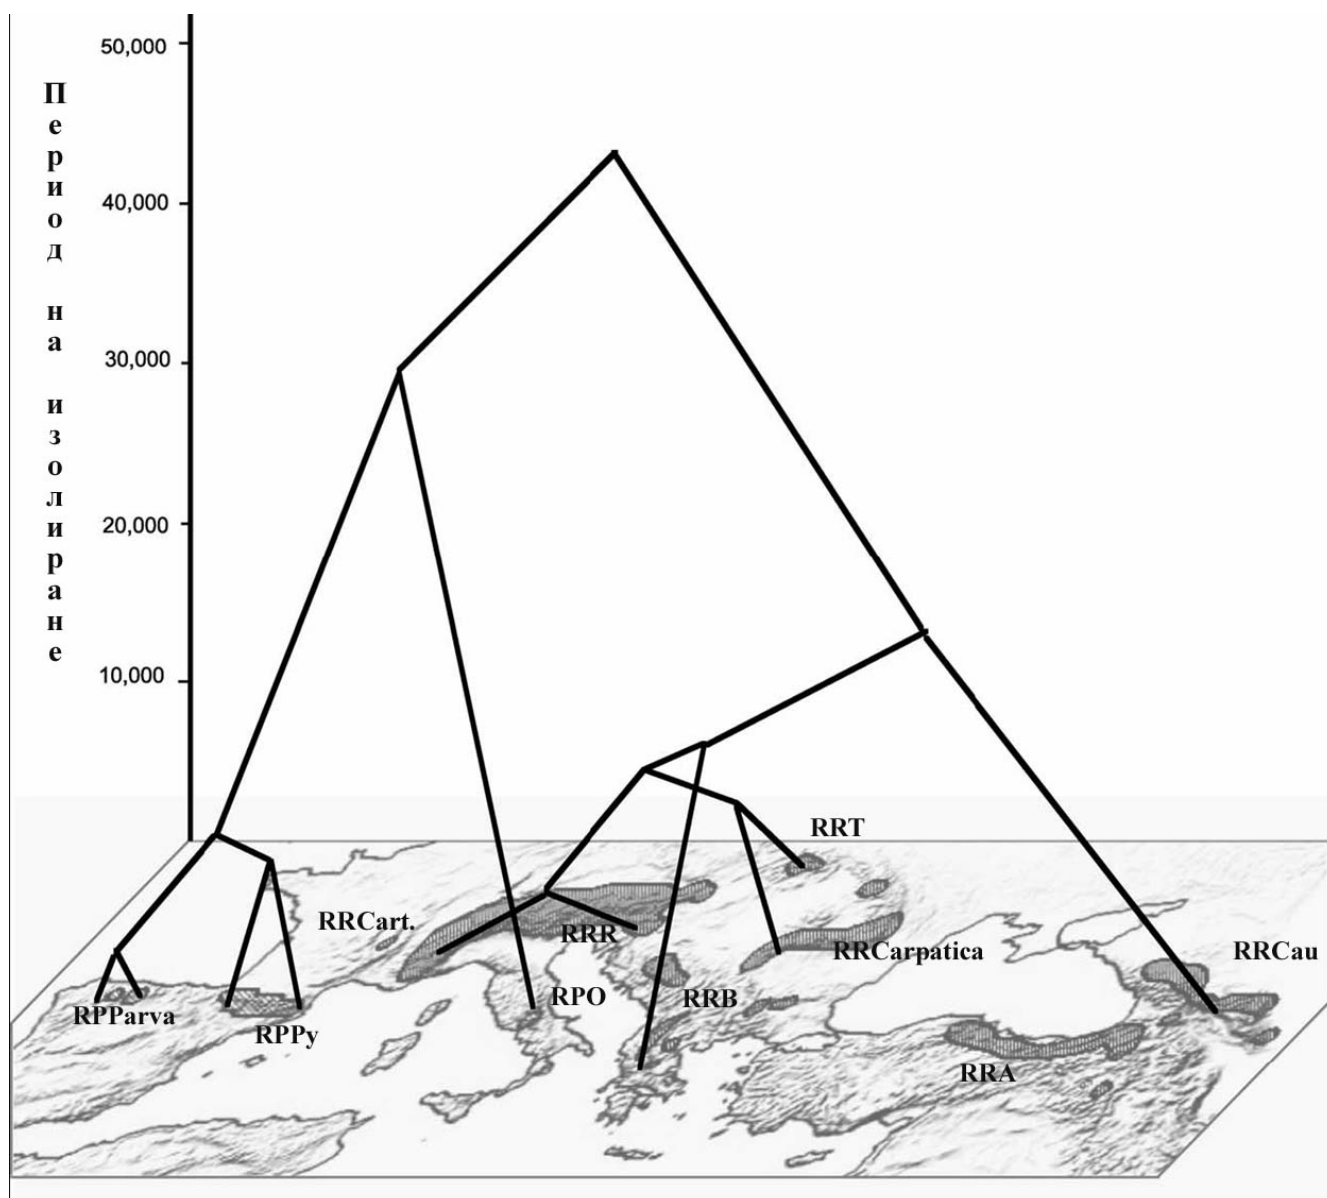 50,000
40,000
30,000
20,000
10,000
Период на изолиране
RRT
RRCart.
RRR
RRCarpatica
RRCau
RPO
RRB
RPParva
RPPy
RRA